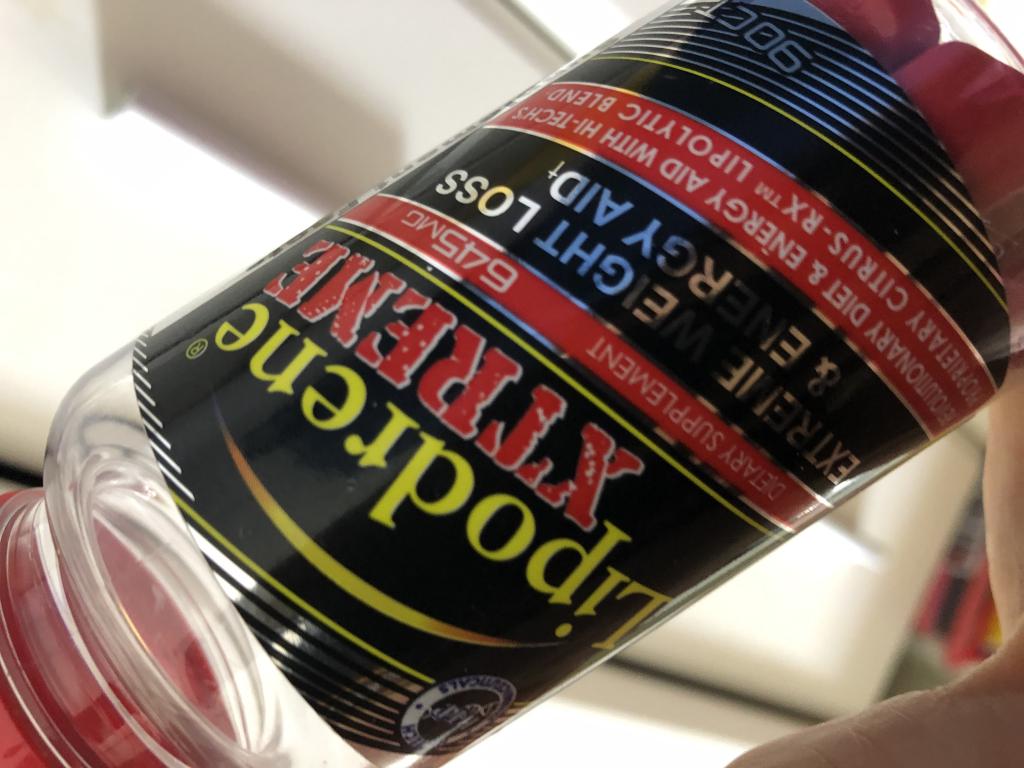 Lipodrene®
XTREME
DIETARY SUPPLEMENT 645MG
EXTREME WEIGHT LOSS
& ENERGY AID†
REVOLUTIONARY DIET & ENERGY AID WITH HI-TECH'S
PROPRIETARY CITRUS-RX™ LIPOLYTIC BLEND
90CT